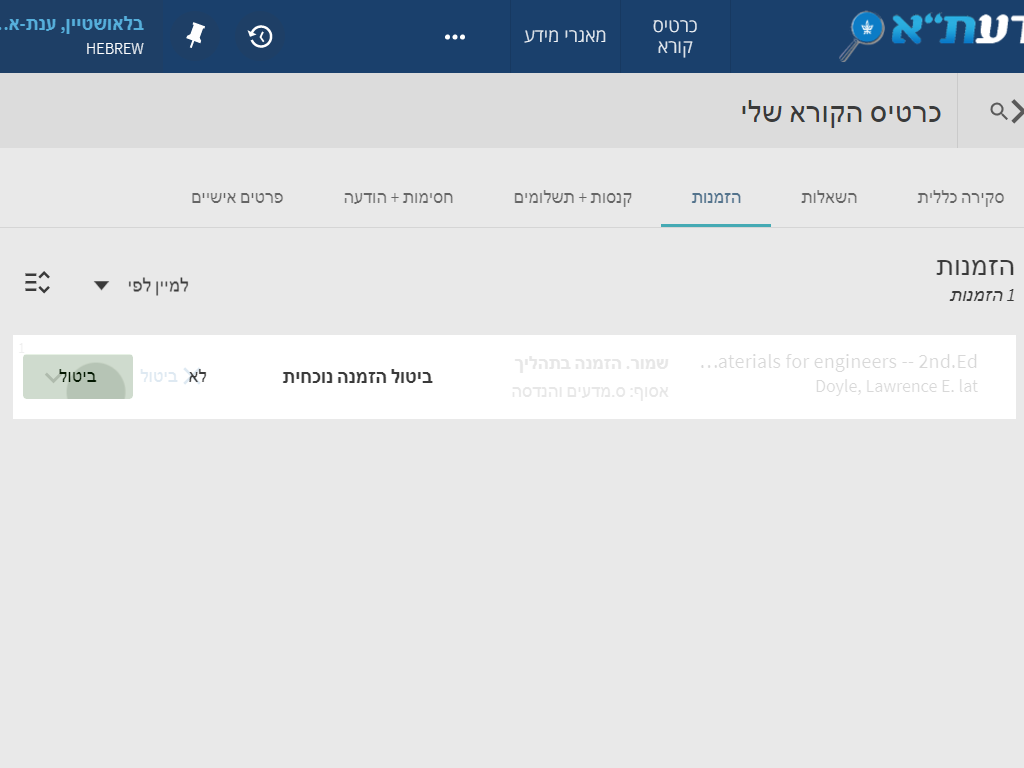 דעת"א
כרטיס
קורא
מאגרי מידע
בלאושטיין, ענת-א...
HEBREW
כרטיס הקורא שלי
סקירה כללית
השאלות
הזמנות
קנסות + תשלומים
חסימות + הודעה
פרטים אישיים
הזמנות
1 הזמנות
למיין לפי
1
...aterials for engineers -- 2nd.Ed
Doyle, Lawrence E. lat
שמור. הזמנה בתהליך
אסוף: ס.מדעים והנדסה
ביטול הזמנה נוכחית
לא
ביטול
ביטול